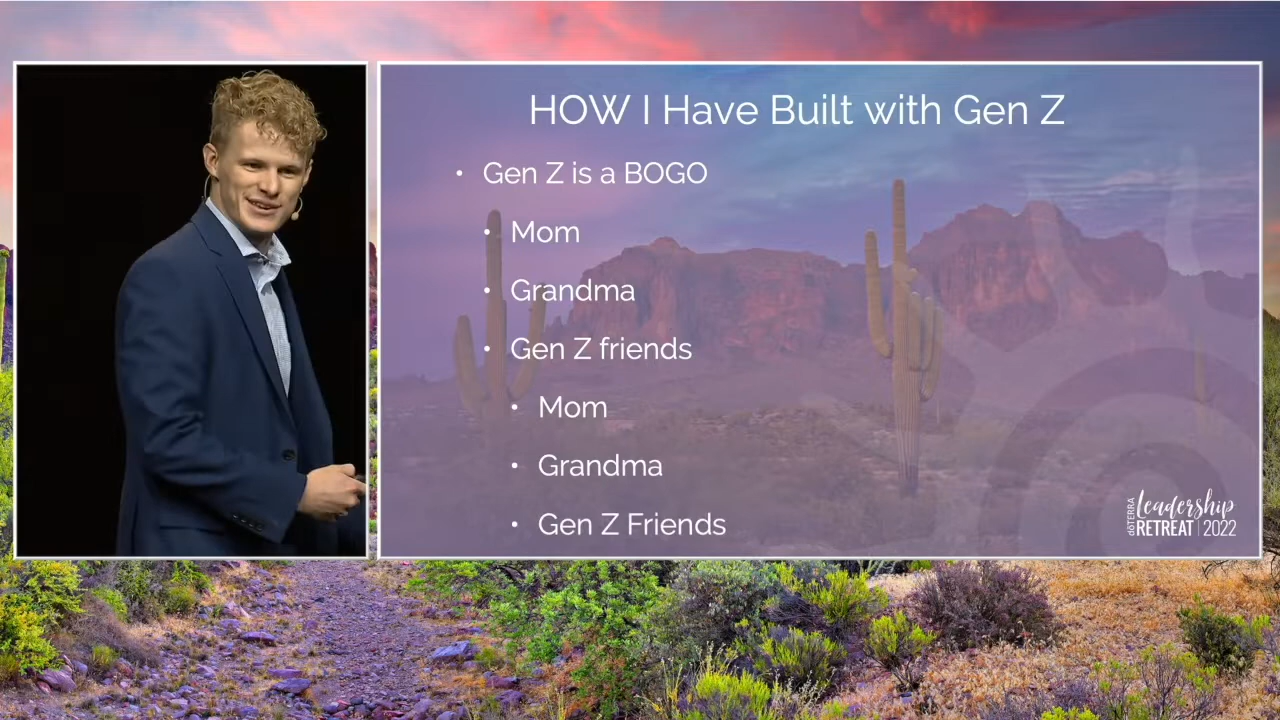 HOW I Have Built with Gen Z
• Gen Z is a BOGO
• Mom
• Grandma
• Gen Z friends
• Mom
• Grandma
• Gen Z Friends
dōTERRA
Leadership
RETREAT | 2022